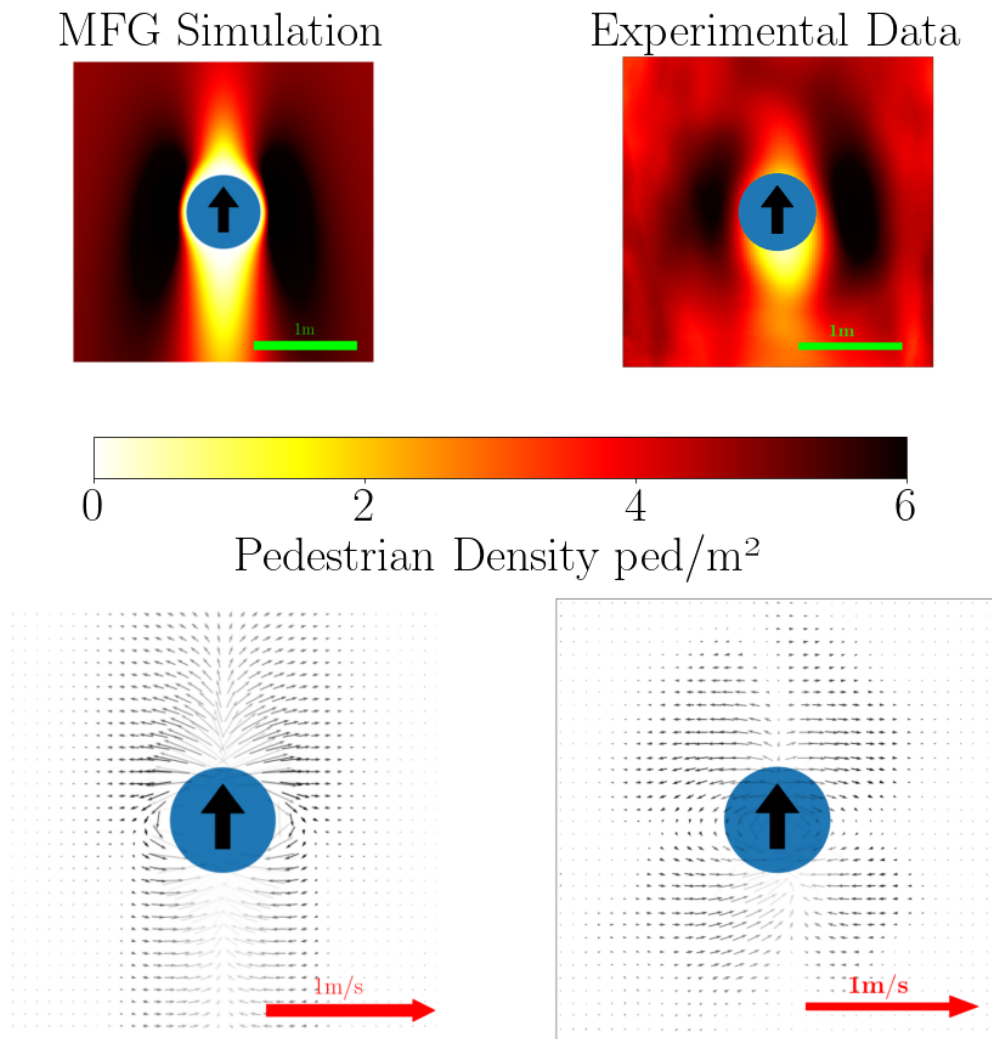 MFG Simulation
Experimental Data
1m
1m
0 2 4 6
Pedestrian Density ped/m²
1m/s
1m/s